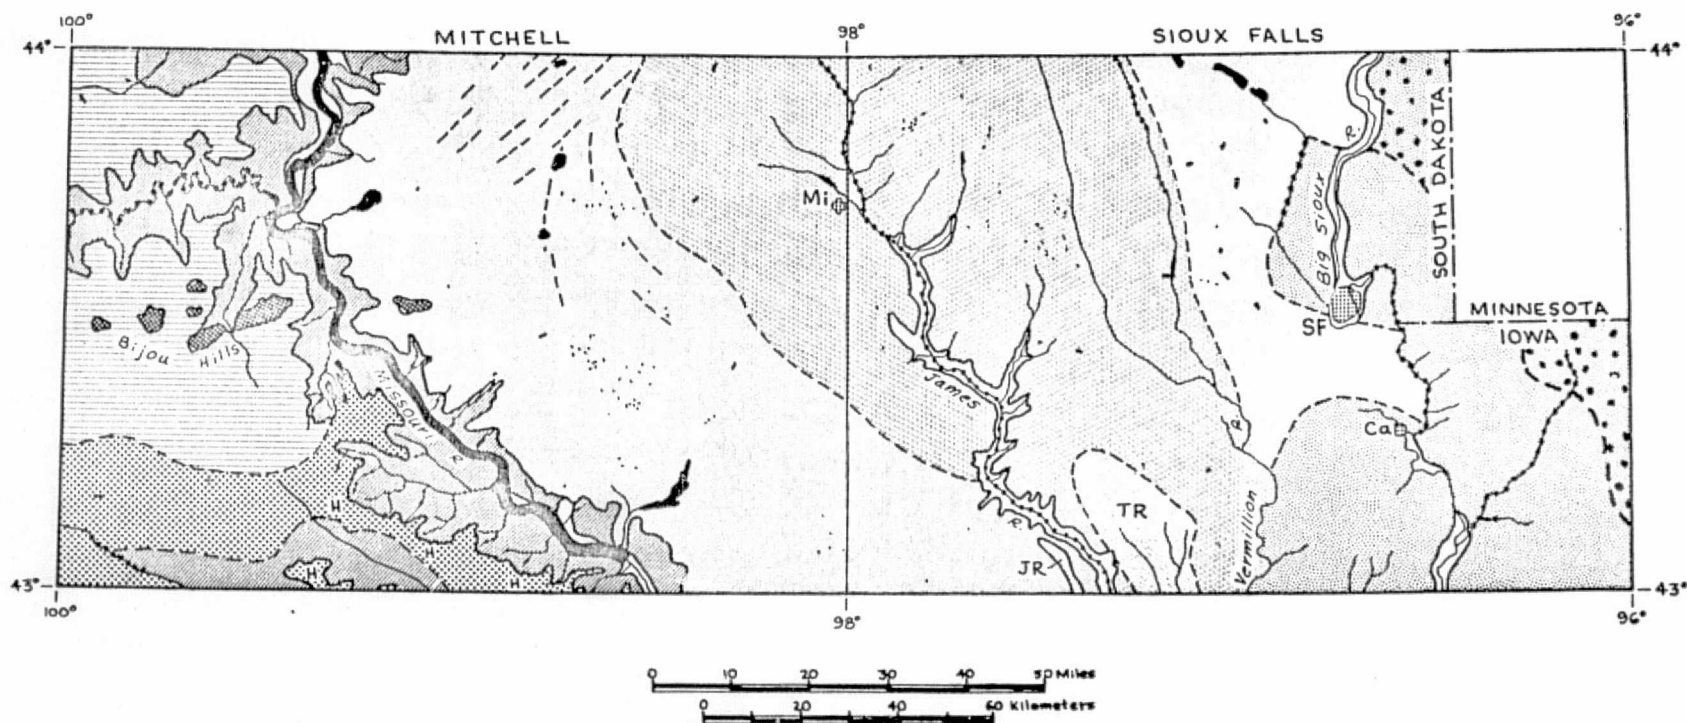 100°
98°
96°
MITCHELL
SIOUX FALLS
44°
44°
SOUTH DAKOTA
R.
Big Sioux
Mi
MINNESOTA
SF
IOWA
Bijou Hills
Missouri R.
James R.
Ca
R.
H
TR
H
H
H
JR
Vermillion
43°
43°
100°
98°
96°
0 10 20 30 40 50 Miles
0 20 40 60 Kilometers